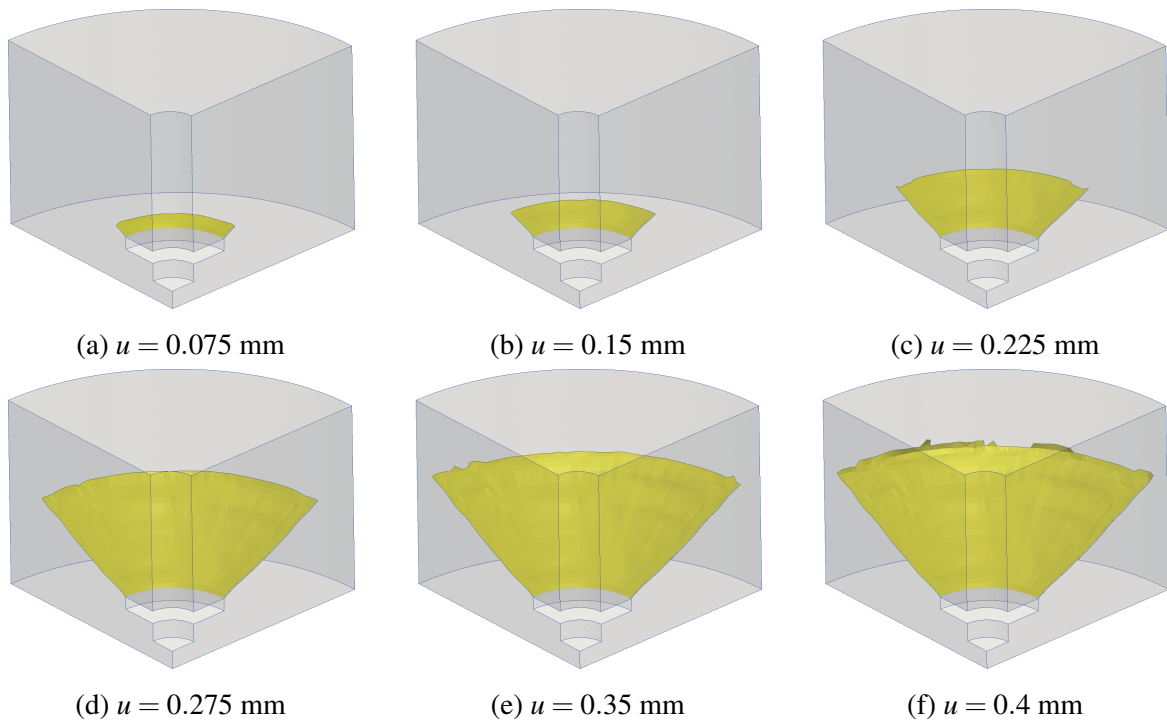 (a) u = 0.075 mm
(b) u = 0.15 mm
(c) u = 0.225 mm
(d) u = 0.275 mm
(e) u = 0.35 mm
(f) u = 0.4 mm